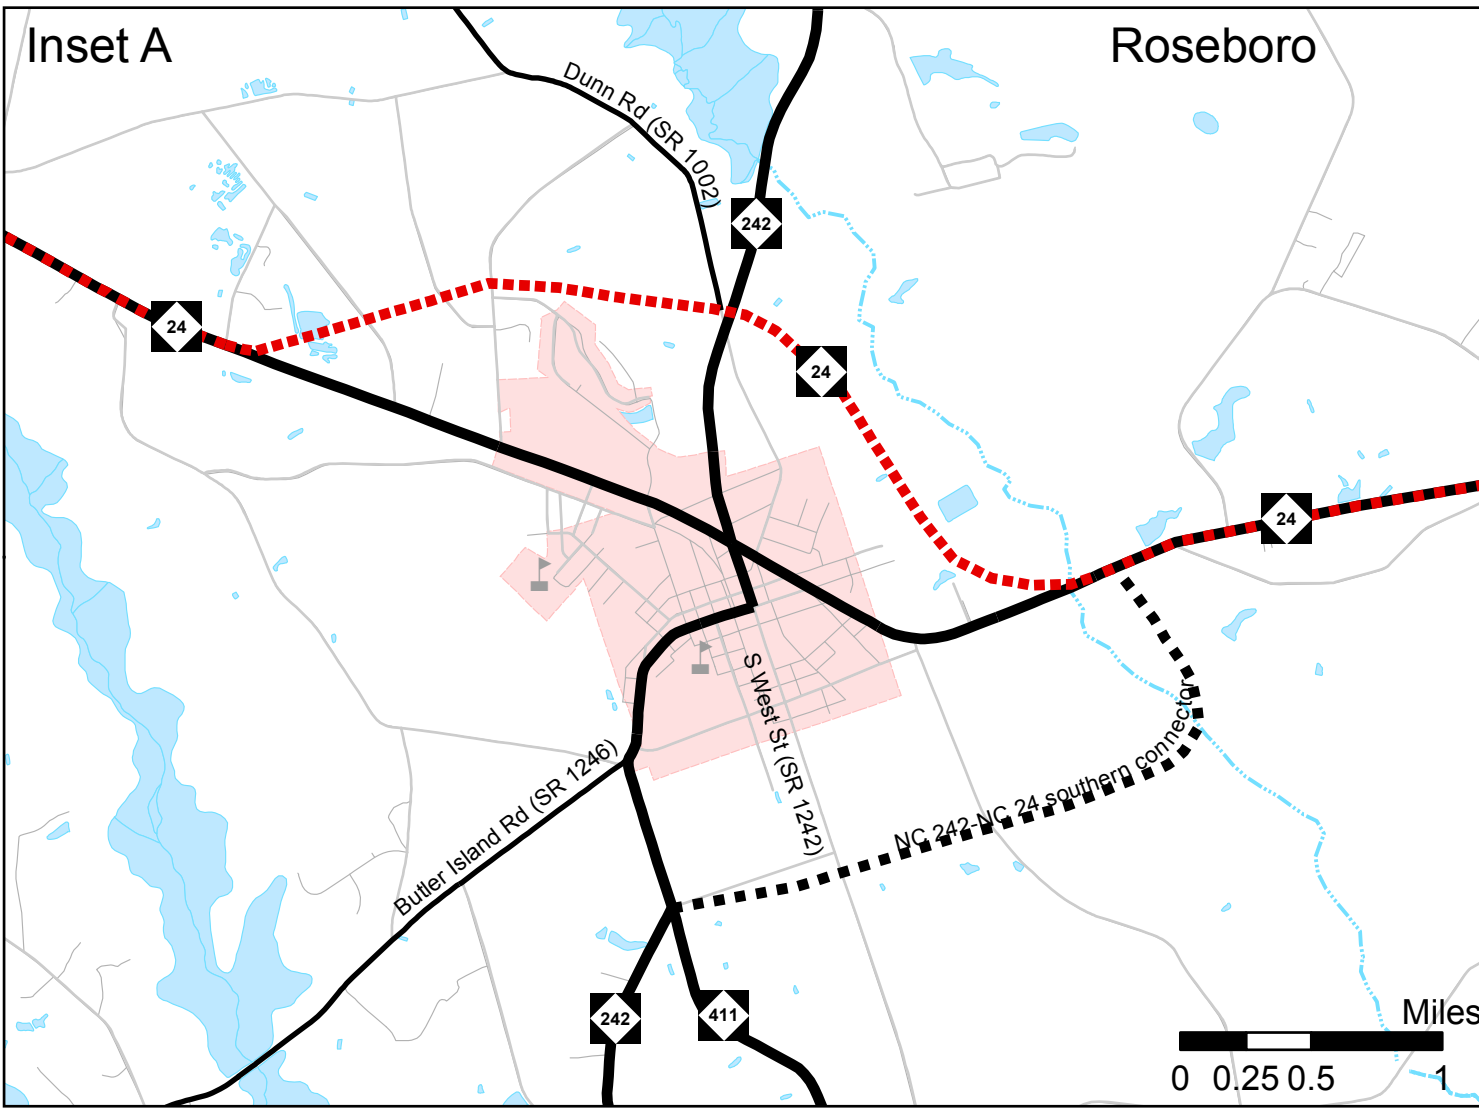 Inset A
Roseboro
Dunn Rd (SR 1002)
242
24
24
24
S West St (SR 1242)
Butler Island Rd (SR 1246)
NC 242-NC 24 southern connector
242
411
Miles
0 0.25 0.5 1